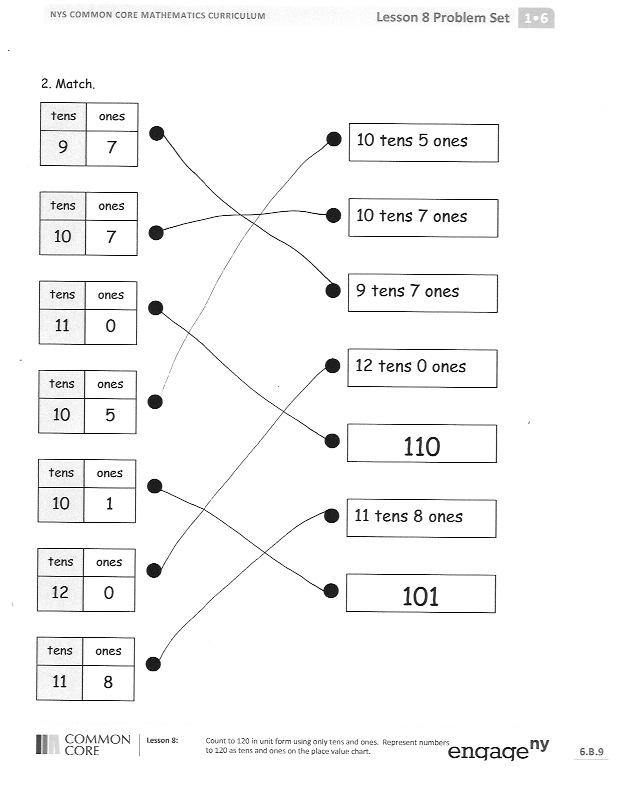 NYS COMMON CORE MATHEMATICS CURRICULUM
Lesson 8 Problem Set
1•6
2. Match.
tens ones
9 7
10 tens 5 ones
tens ones
10 7
10 tens 7 ones
tens ones
11 0
9 tens 7 ones
tens ones
10 5
12 tens 0 ones
tens ones
10 1
110
tens ones
12 0
11 tens 8 ones
tens ones
11 8
101
COMMON
CORE
Lesson 8:
Count to 120 in unit form using only tens and ones. Represent numbers
to 120 as tens and ones on the place value chart.
engage ny
6.B.9